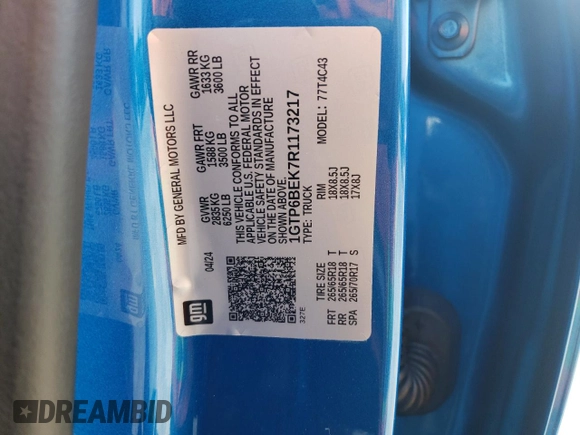 MFD BY GENERAL MOTORS LLC
04/24
GVWR GAWR FRT GAWR RR
2835 KG 1588 KG 1633 KG
6250 LB 3500 LB 3600 LB
THIS VEHICLE CONFORMS TO ALL
APPLICABLE U.S. FEDERAL MOTOR
VEHICLE SAFETY STANDARDS IN EFFECT
ON THE DATE OF MANUFACTURE
SHOWN ABOVE.
1GTP6BEK7R1173217
TYPE: TRUCK MODEL: 77T4C43
TIRE SIZE RIM
FRT 265/65R18 T 18X8.5J
RR 265/65R18 T 18X8.5J
SPA 265/70R17 S 17X8J
gm
327E
DREAMBID